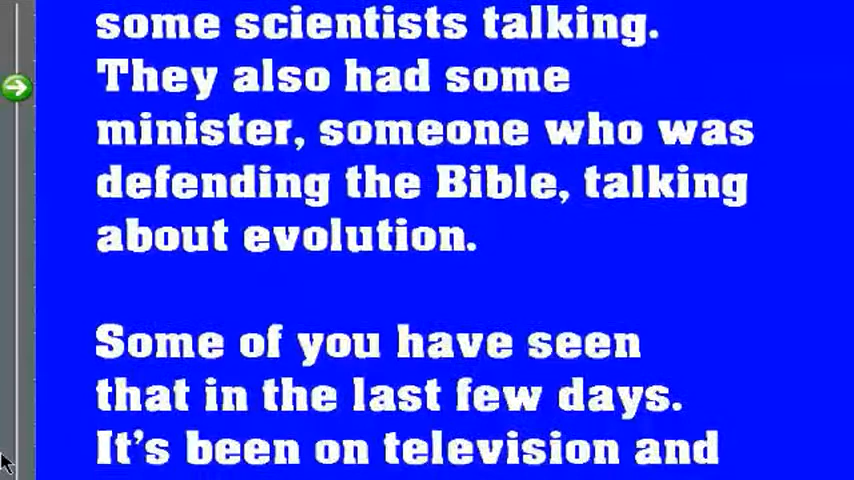 some scientists talking.
They also had some
minister, someone who was
defending the Bible, talking
about evolution.
Some of you have seen
that in the last few days.
It's been on television and